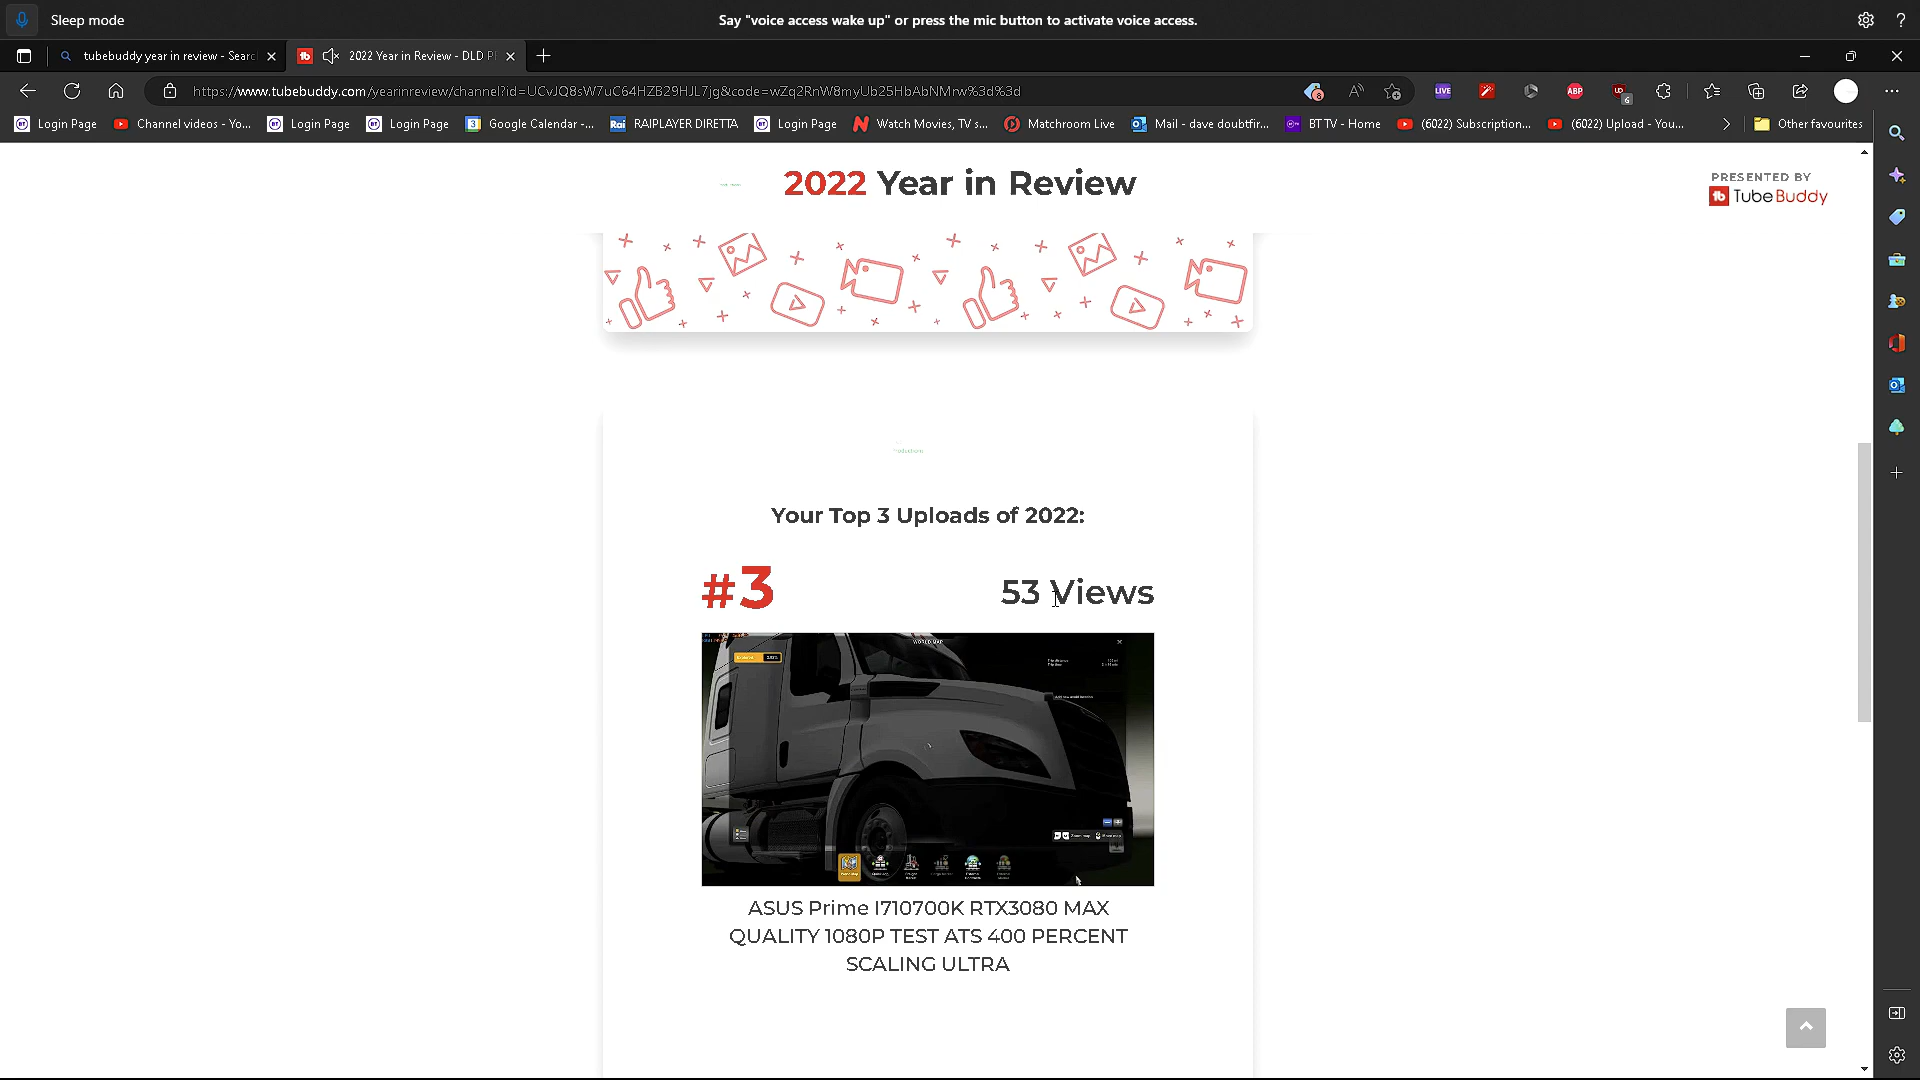 Sleep mode
Say "voice access wake up" or press the mic button to activate voice access.
tubebuddy year in review - Searc
2022 Year in Review - DLD P
https://www.tubebuddy.com/yearinreview/channel?id=UCvJQ8sW7uC64HZB29HJL7jg&code=wZq2RnW8myUb25HbAbNMrw%3d%3d
Login Page
Channel videos - Yo...
Login Page
Login Page
Google Calendar -...
RAIPLAYER DIRETTA
Login Page
Watch Movies, TV s...
Matchroom Live
Mail - dave doubtfir...
BT TV - Home
(6022) Subscription...
(6022) Upload - You...
Other favourites
2022 Year in Review
PRESENTED BY
TubeBuddy
Your Top 3 Uploads of 2022:
#3
53 Views
WORLD MAP
ASUS Prime I710700K RTX3080 MAX
QUALITY 1080P TEST ATS 400 PERCENT
SCALING ULTRA